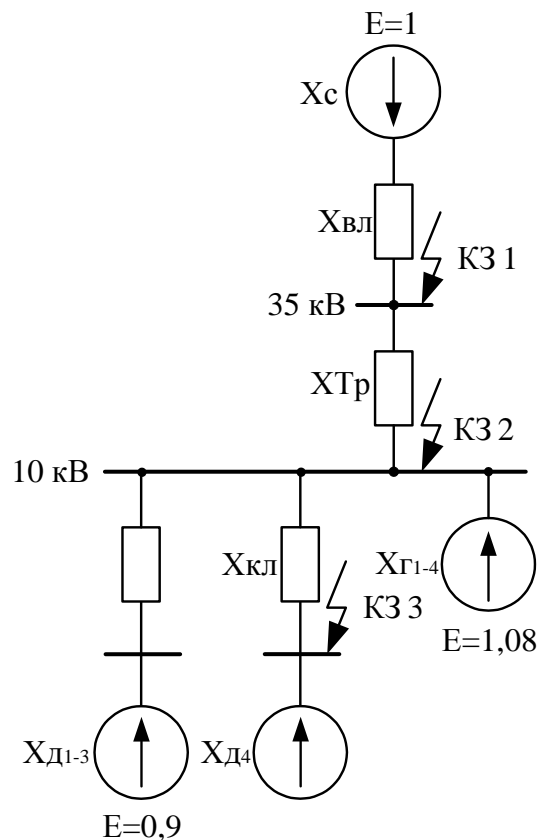 E=1
Xс
Xвл
КЗ 1
35 кВ
XТр
КЗ 2
10 кВ
Xкл
Xг1-4
КЗ 3
E=1,08
Xд1-3
Xд4
E=0,9